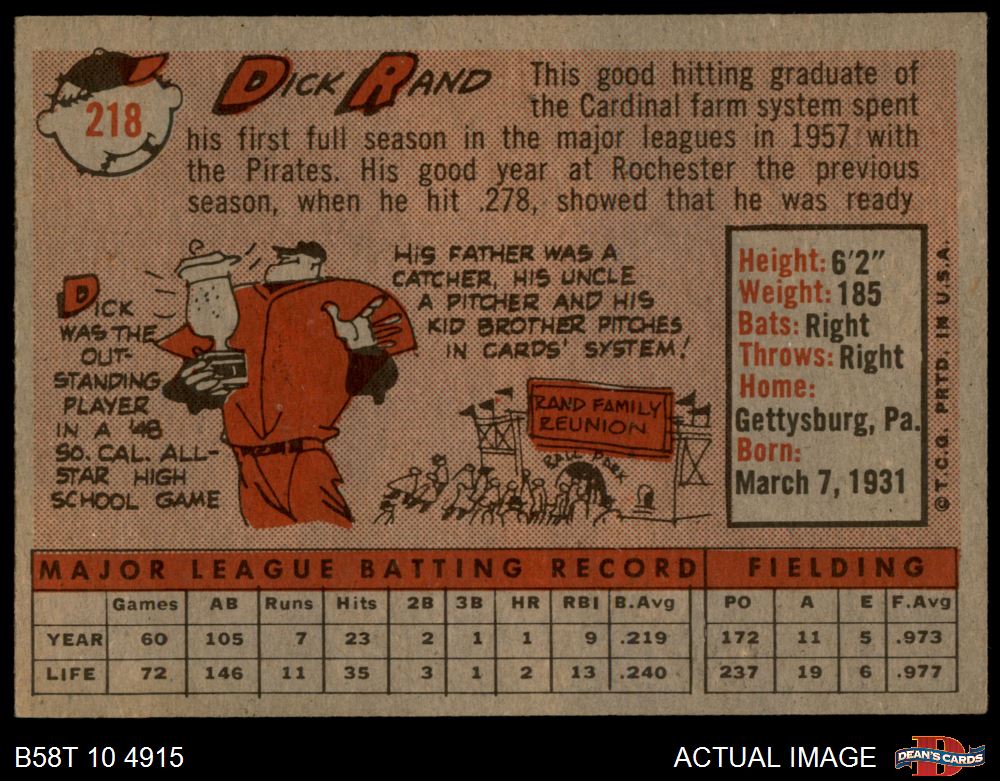 218
DICK RAND
This good hitting graduate of
the Cardinal farm system spent
his first full season in the major leagues in 1957 with
the Pirates. His good year at Rochester the previous
season, when he hit .278, showed that he was ready
DICK
WAS THE
OUT-
STANDING
PLAYER
IN A '48
SO. CAL. ALL-
STAR HIGH
SCHOOL GAME
HIS FATHER WAS A
CATCHER, HIS UNCLE
A PITCHER AND HIS
KID BROTHER PITCHES
IN CARDS' SYSTEM!
RAND FAMILY
REUNION
BALL PARK
Height: 6'2"
Weight: 185
Bats: Right
Throws: Right
Home:
Gettysburg, Pa.
Born:
March 7, 1931
© T.C.G. PRTD. IN U.S.A.
MAJOR LEAGUE BATTING RECORD FIELDING
Games AB Runs Hits 2B 3B HR RBI B.Avg PO A E F.Avg
YEAR 60 105 7 23 2 1 1 9 .219 172 11 5 .973
LIFE 72 146 11 35 3 1 2 13 .240 237 19 6 .977
B58T 10 4915
ACTUAL IMAGE
D
DEAN'S CARDS